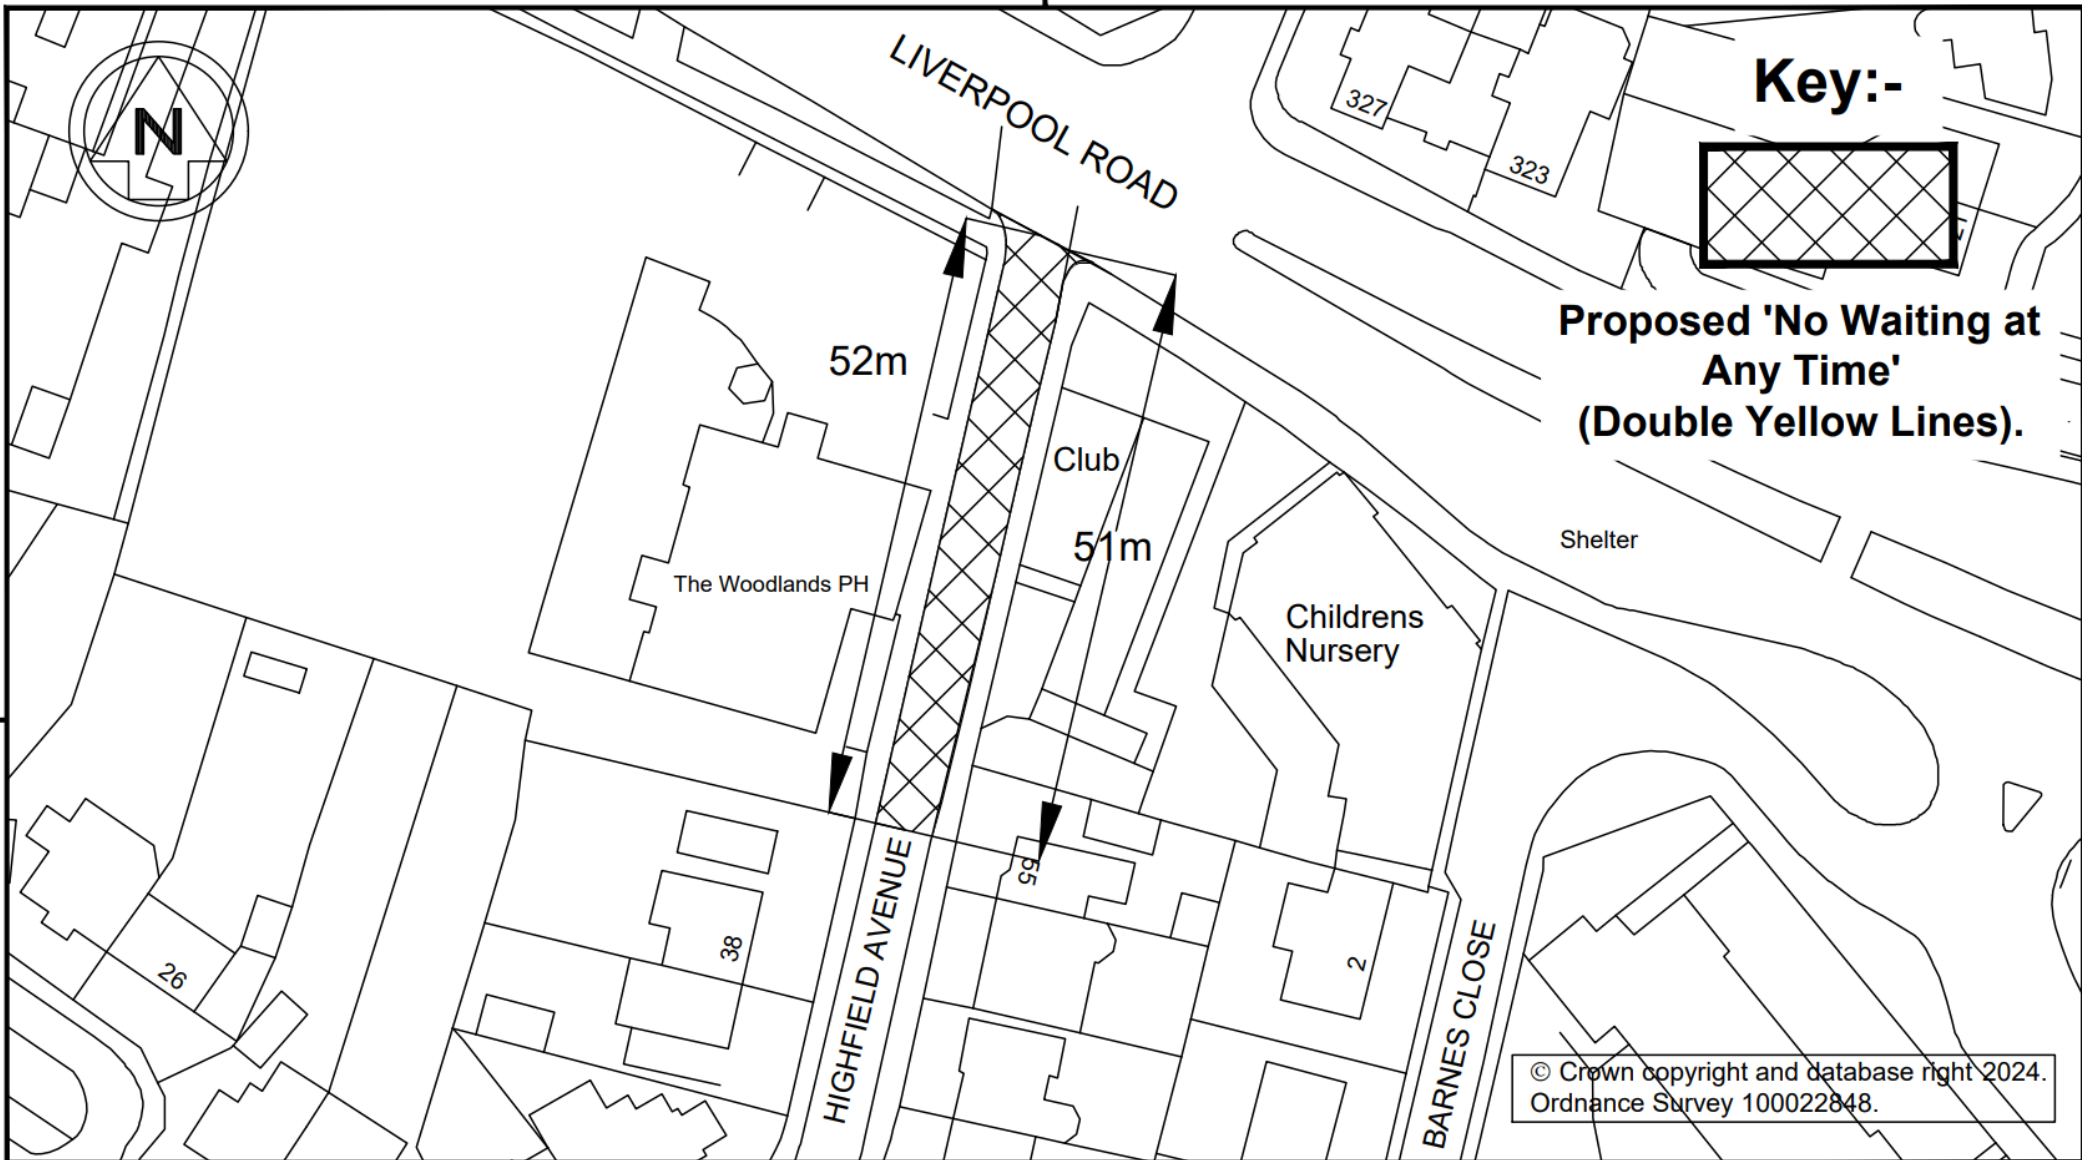 N
LIVERPOOL ROAD
327
323
Key:-
Proposed 'No Waiting at
Any Time'
(Double Yellow Lines).
52m
Club
51m
The Woodlands PH
Shelter
Childrens
Nursery
55
38
26
2
HIGHFIELD AVENUE
BARNES CLOSE
© Crown copyright and database right 2024.
Ordnance Survey 100022848.